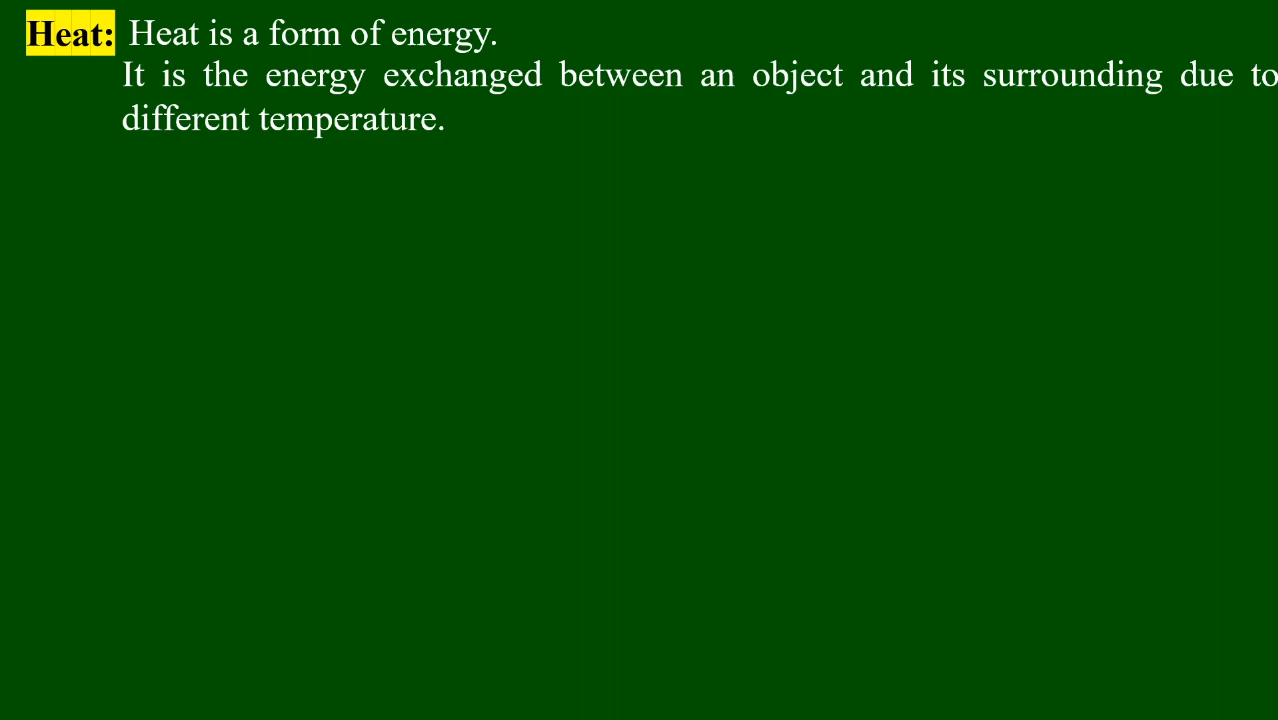 Heat: Heat is a form of energy.
It is the energy exchanged between an object and its surrounding due to
different temperature.